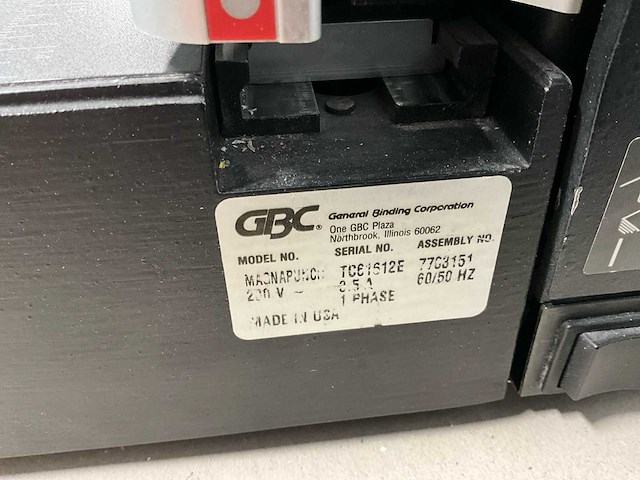 GBC® General Binding Corporation
One GBC Plaza
Northbrook, Illinois 60062
MODEL NO. SERIAL NO. ASSEMBLY NO.
MAGNAPUNCH TC61612E 7703151
230 V ~ 3.5 A 60/50 HZ
1 PHASE
MADE IN USA